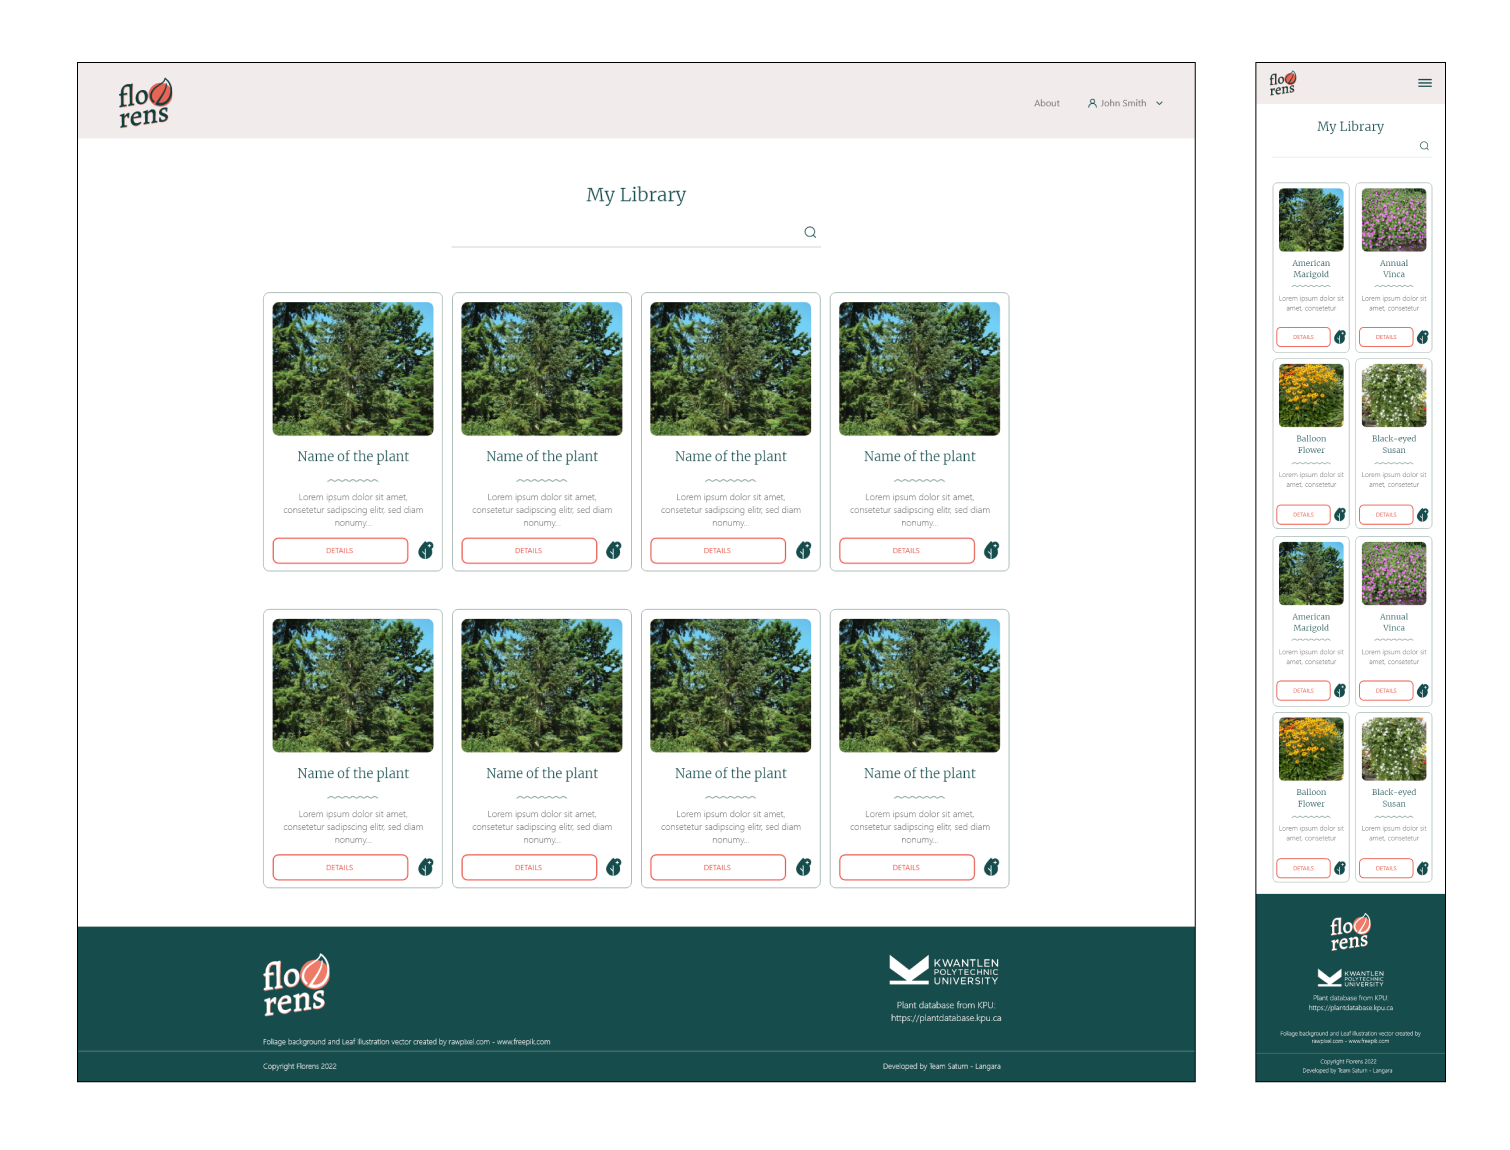 flo
rens
About
John Smith
My Library
Name of the plant
Lorem ipsum dolor sit amet,
consetetur sadipscing elitr, sed diam
nonumy...
DETAILS
Name of the plant
Lorem ipsum dolor sit amet,
consetetur sadipscing elitr, sed diam
nonumy...
DETAILS
Name of the plant
Lorem ipsum dolor sit amet,
consetetur sadipscing elitr, sed diam
nonumy...
DETAILS
Name of the plant
Lorem ipsum dolor sit amet,
consetetur sadipscing elitr, sed diam
nonumy...
DETAILS
Name of the plant
Lorem ipsum dolor sit amet,
consetetur sadipscing elitr, sed diam
nonumy...
DETAILS
Name of the plant
Lorem ipsum dolor sit amet,
consetetur sadipscing elitr, sed diam
nonumy...
DETAILS
Name of the plant
Lorem ipsum dolor sit amet,
consetetur sadipscing elitr, sed diam
nonumy...
DETAILS
Name of the plant
Lorem ipsum dolor sit amet,
consetetur sadipscing elitr, sed diam
nonumy...
DETAILS
flo
rens
KWANTLEN
POLYTECHNIC
UNIVERSITY
Plant database from KPU:
https://plantdatabase.kpu.ca
Foliage background and Leaf illustration vector created by rawpixel.com - www.freepik.com
Copyright Florens 2022
Developed by Team Saturn - Langara
flo
rens
My Library
American
Marigold
Lorem ipsum dolor sit
amet, consetetur
DETAILS
Annual
Vinca
Lorem ipsum dolor sit
amet, consetetur
DETAILS
Balloon
Flower
Lorem ipsum dolor sit
amet, consetetur
DETAILS
Black-eyed
Susan
Lorem ipsum dolor sit
amet, consetetur
DETAILS
American
Marigold
Lorem ipsum dolor sit
amet, consetetur
DETAILS
Annual
Vinca
Lorem ipsum dolor sit
amet, consetetur
DETAILS
Balloon
Flower
Lorem ipsum dolor sit
amet, consetetur
DETAILS
Black-eyed
Susan
Lorem ipsum dolor sit
amet, consetetur
DETAILS
flo
rens
KWANTLEN
POLYTECHNIC
UNIVERSITY
Plant database from KPU:
https://plantdatabase.kpu.ca
Foliage background and Leaf illustration vector created by
rawpixel.com - www.freepik.com
Copyright Florens 2022
Developed by Team Saturn - Langara